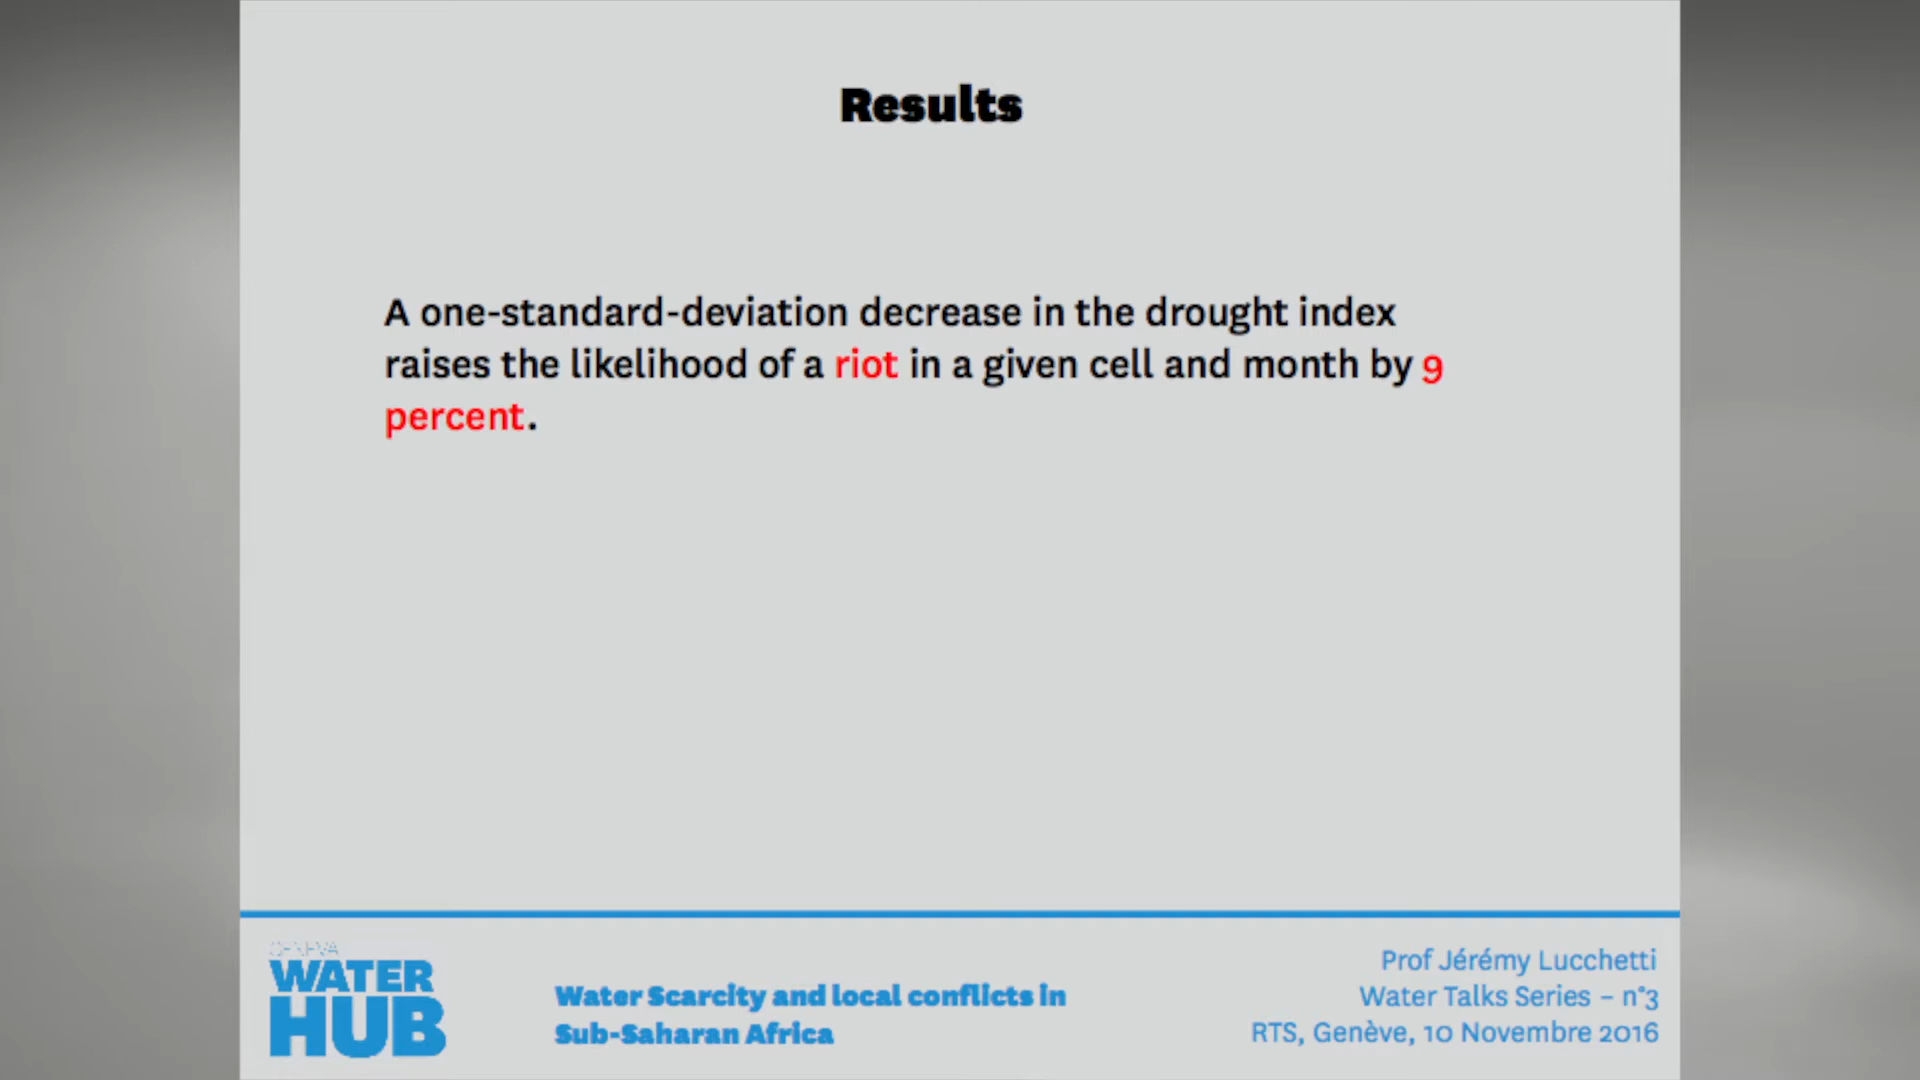 Results
A one-standard-deviation decrease in the drought index
raises the likelihood of a riot in a given cell and month by 9
percent.
GENEVA
WATER
HUB
Water Scarcity and local conflicts in
Sub-Saharan Africa
Prof Jérémy Lucchetti
Water Talks Series – n°3
RTS, Genève, 10 Novembre 2016